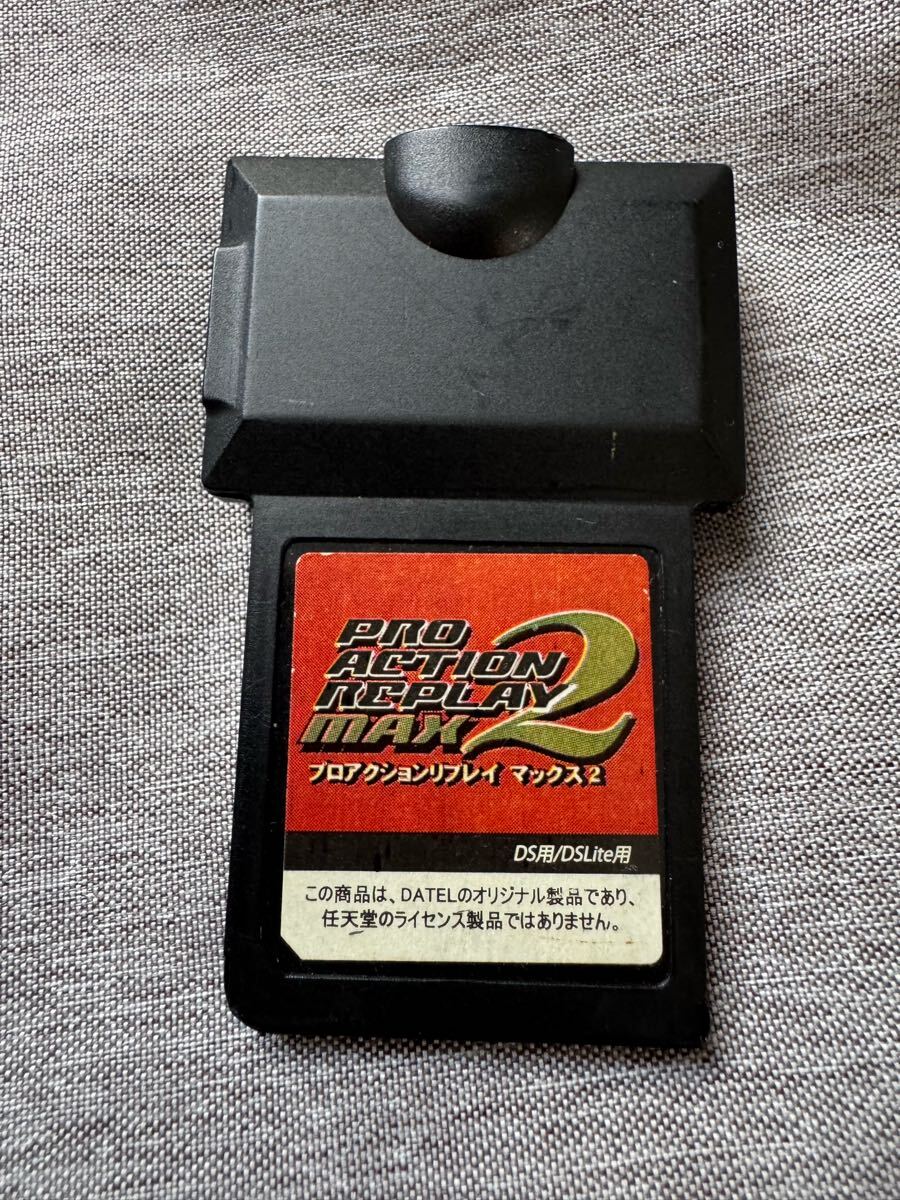 PRO
ACTION
REPLAY
MAX 2
プロアクションリプレイ マックス2
DS用/DSLite用
この商品は、DATELのオリジナル製品であり、
任天堂のライセンス製品ではありません。